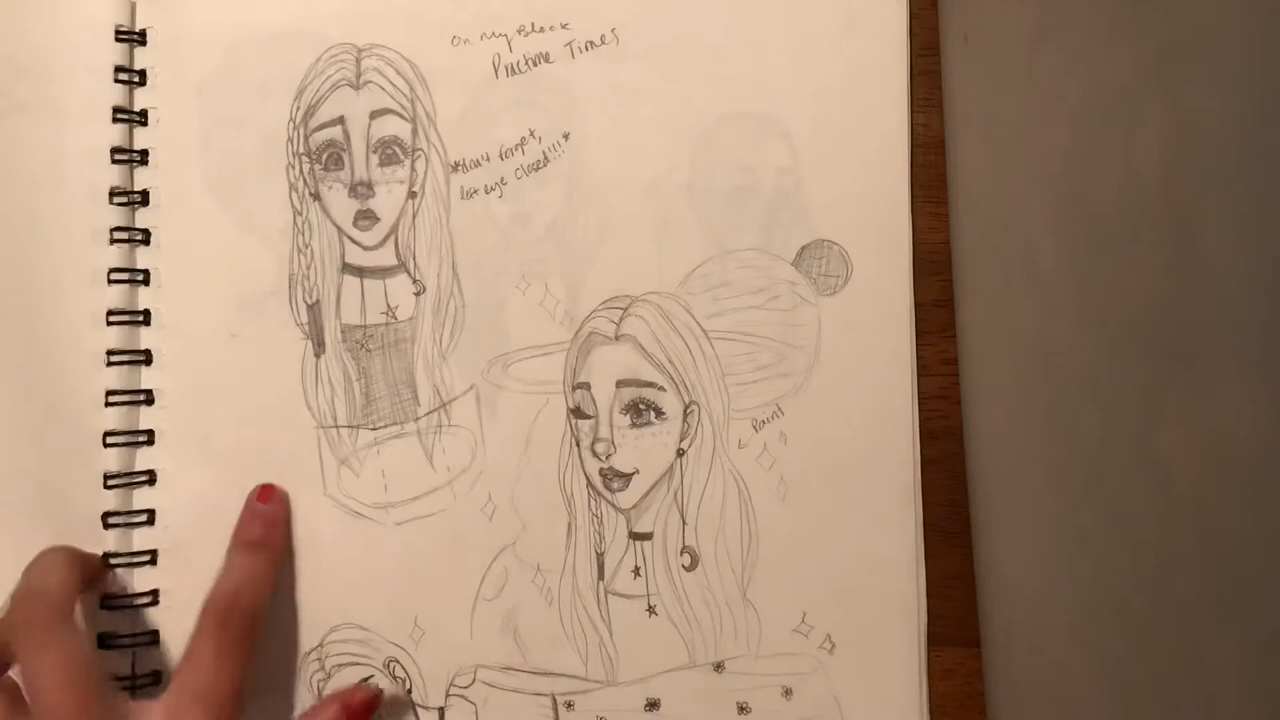 On My Block
Practime Times
*don't forget,
left eye closed!!!*
← Paint